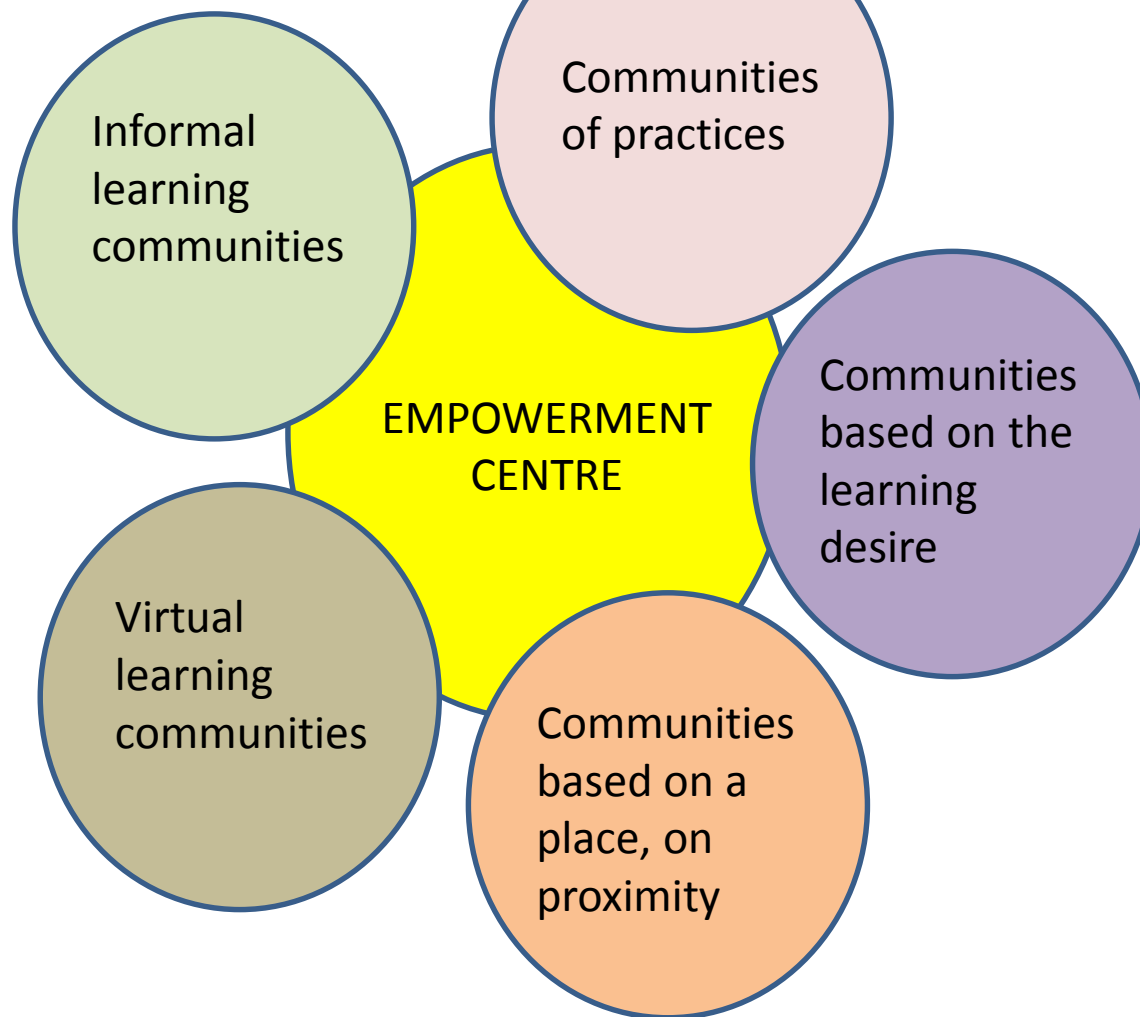 Communities
of practices
Informal
learning
communities
EMPOWERMENT
CENTRE
Communities
based on the
learning
desire
Virtual
learning
communities
Communities
based on a
place, on
proximity